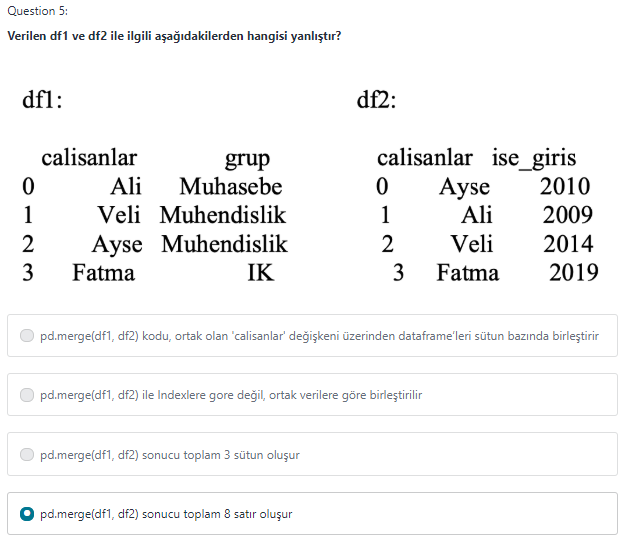 Question 5:
Verilen df1 ve df2 ile ilgili aşağıdakilerden hangisi yanlıştır?
df1:
calisanlar grup
0 Ali Muhasebe
1 Veli Muhendislik
2 Ayse Muhendislik
3 Fatma IK
df2:
calisanlar ise_giris
0 Ayse 2010
1 Ali 2009
2 Veli 2014
3 Fatma 2019
pd.merge(df1, df2) kodu, ortak olan 'calisanlar' değişkeni üzerinden dataframe'leri sütun bazında birleştirir
pd.merge(df1, df2) ile Indexlere gore değil, ortak verilere göre birleştirilir
pd.merge(df1, df2) sonucu toplam 3 sütun oluşur
pd.merge(df1, df2) sonucu toplam 8 satır oluşur